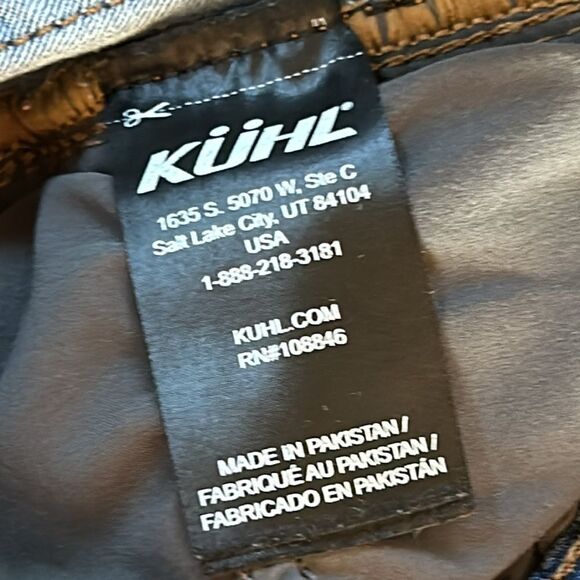 KÜHL
1635 S. 5070 W, Ste C
Salt Lake City, UT 84104
USA
1-888-218-3181
KUHL.COM
RN#108846
MADE IN PAKISTAN /
FABRIQUÉ AU PAKISTAN /
FABRICADO EN PAKISTÁN